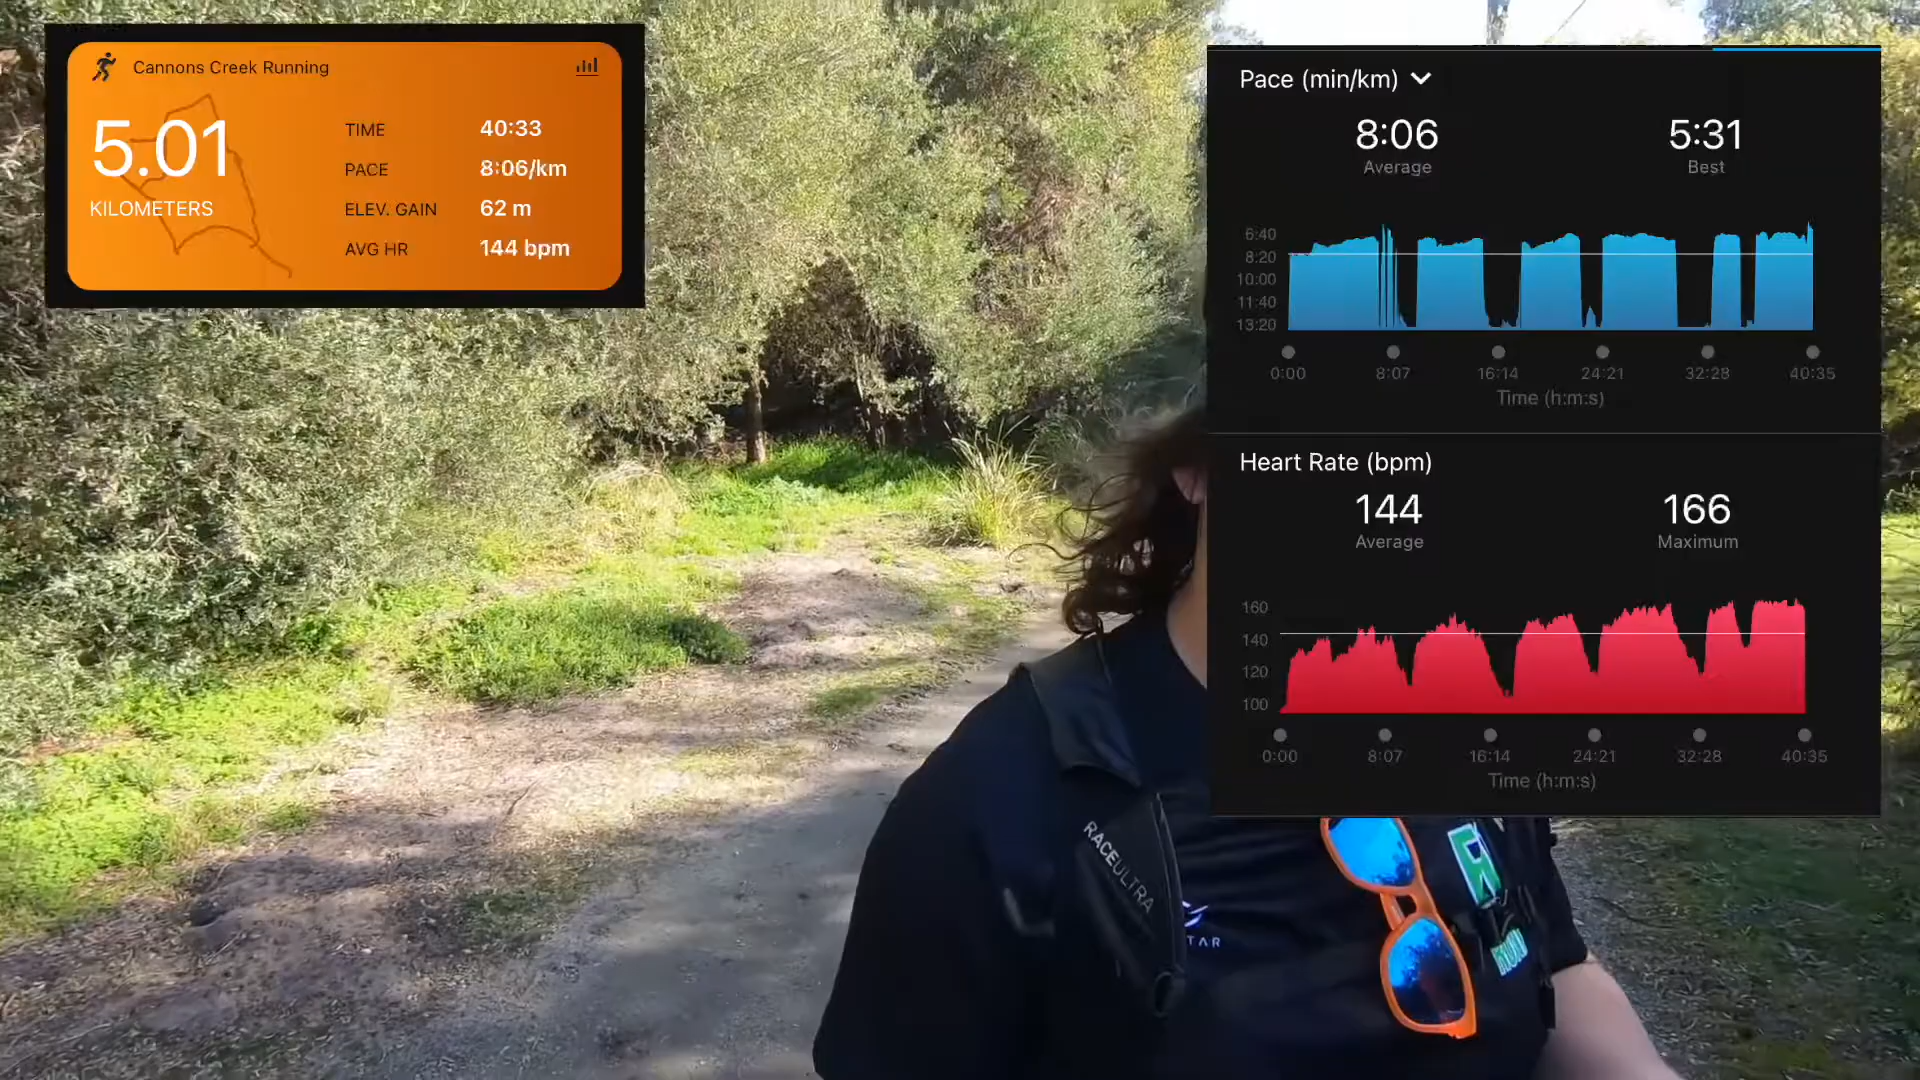 Cannons Creek Running
5.01
KILOMETERS
TIME 40:33
PACE 8:06/km
ELEV. GAIN 62 m
AVG HR 144 bpm
Pace (min/km)
8:06 5:31
Average Best
6:40
8:20
10:00
11:40
13:20
0:00 8:07 16:14 24:21 32:28 40:35
Time (h:m:s)
Heart Rate (bpm)
144 166
Average Maximum
160
140
120
100
0:00 8:07 16:14 24:21 32:28 40:35
Time (h:m:s)
RACEULTRA
TAR
R
RUN